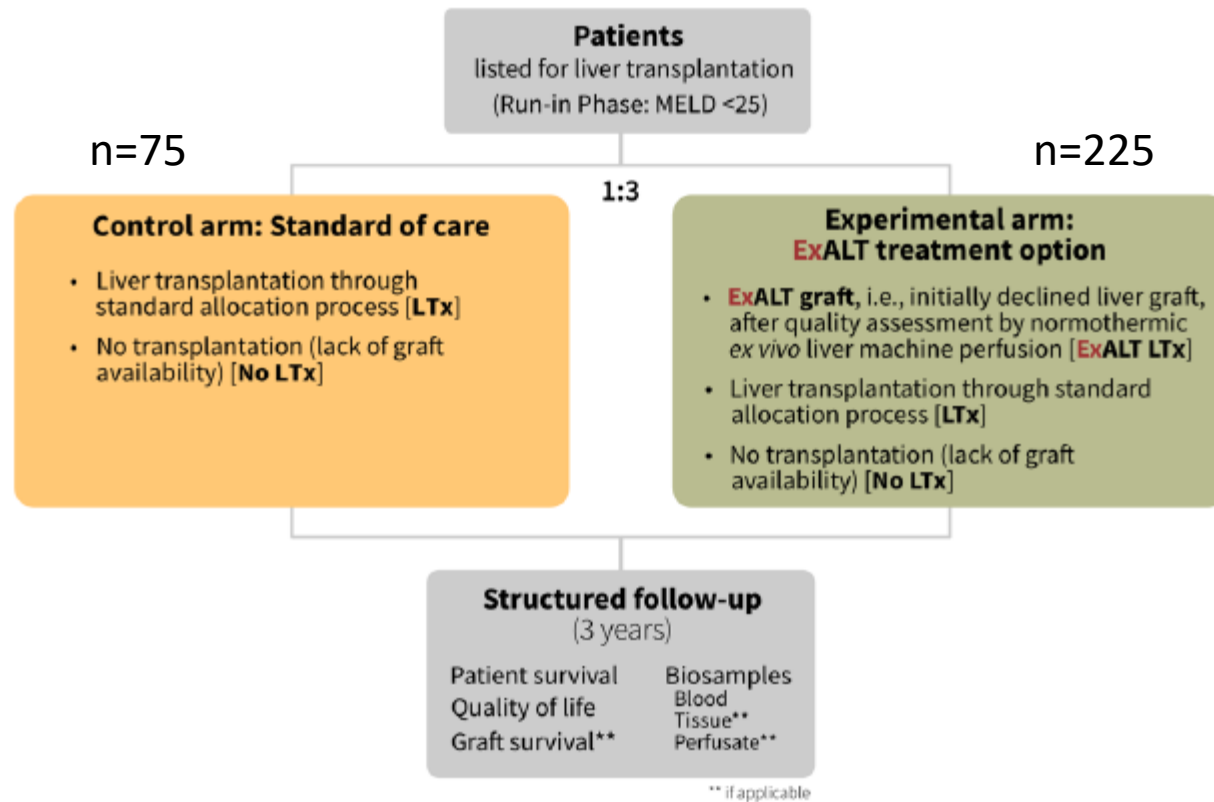 Patients
listed for liver transplantation
(Run-in Phase: MELD <25)
n=75
n=225
1:3
Control arm: Standard of care
• Liver transplantation through
standard allocation process [LTx]
• No transplantation (lack of graft
availability) [No LTx]
Experimental arm:
ExALT treatment option
• ExALT graft, i.e., initially declined liver graft,
after quality assessment by normothermic
ex vivo liver machine perfusion [ExALT LTx]
• Liver transplantation through standard
allocation process [LTx]
• No transplantation (lack of graft
availability) [No LTx]
Structured follow-up
(3 years)
Patient survival
Quality of life
Graft survival**
Biosamples
Blood
Tissue**
Perfusate**
** if applicable